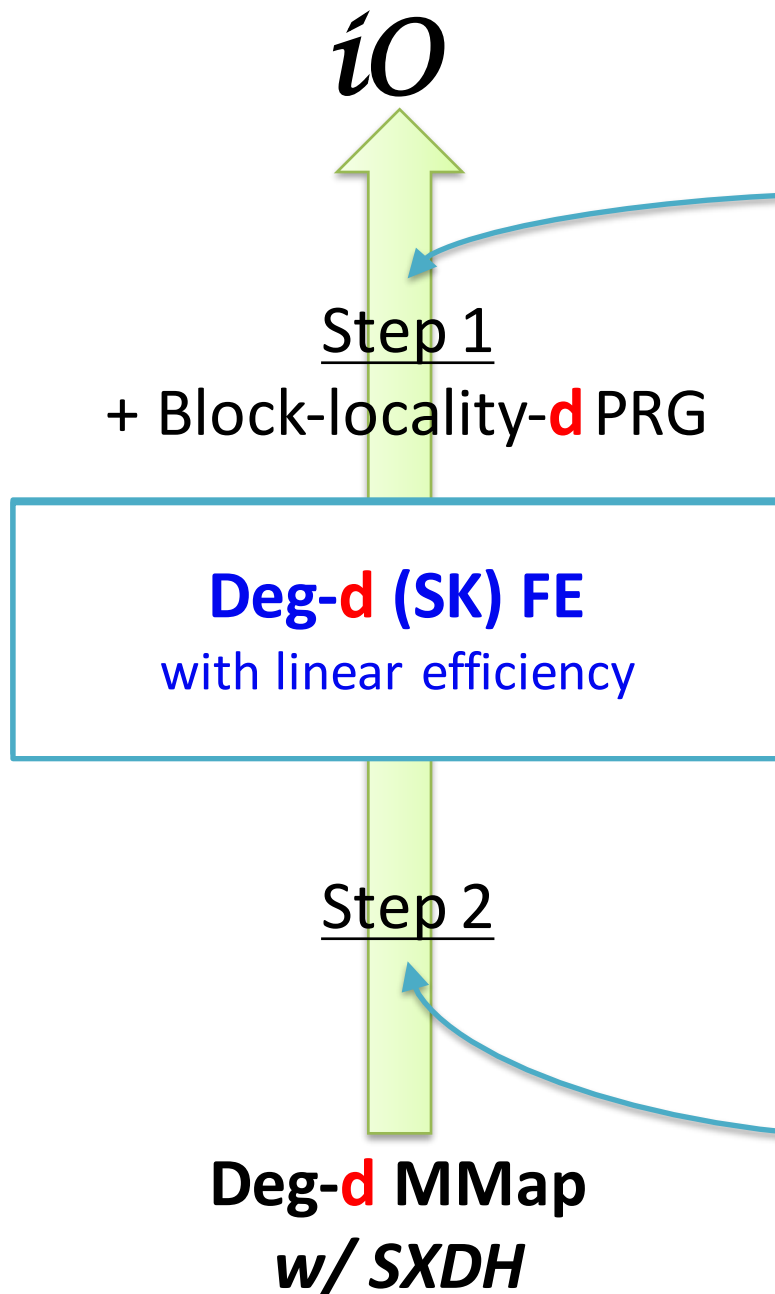 iO
Step 1
+ Block-locality-d PRG
Deg-d (SK) FE
with linear efficiency
Step 2
Deg-d MMap
w/ SXDH